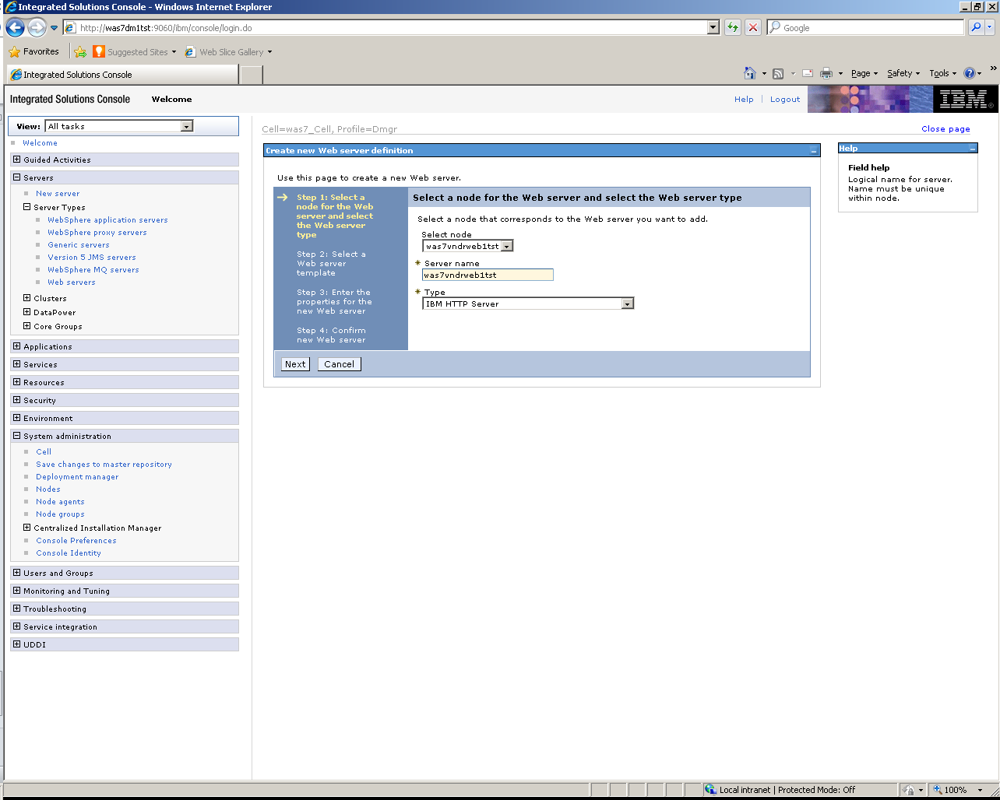 Integrated Solutions Console - Windows Internet Explorer
http://was7dm1tst:9060/ibm/console/login.do
Google
Favorites Suggested Sites Web Slice Gallery
Integrated Solutions Console
Page Safety Tools
Integrated Solutions Console Welcome
Help Logout
IBM
View: All tasks
Welcome
Guided Activities
Servers
New server
Server Types
WebSphere application servers
WebSphere proxy servers
Generic servers
Version 5 JMS servers
WebSphere MQ servers
Web servers
Clusters
DataPower
Core Groups
Applications
Services
Resources
Security
Environment
System administration
Cell
Save changes to master repository
Deployment manager
Nodes
Node agents
Node groups
Centralized Installation Manager
Console Preferences
Console Identity
Users and Groups
Monitoring and Tuning
Troubleshooting
Service integration
UDDI
Cell=was7_Cell, Profile=Dmgr
Close page
Create new Web server definition
Use this page to create a new Web server.
Step 1: Select a
node for the Web
server and select
the Web server
type
Step 2: Select a
Web server
template
Step 3: Enter the
properties for the
new Web server
Step 4: Confirm
new Web server
Select a node for the Web server and select the Web server type
Select a node that corresponds to the Web server you want to add.
Select node
was7vndrweb1tst
* Server name
was7vndrweb1tst
* Type
IBM HTTP Server
Next Cancel
Help
Field help
Logical name for server.
Name must be unique
within node.
Local intranet | Protected Mode: Off
100%